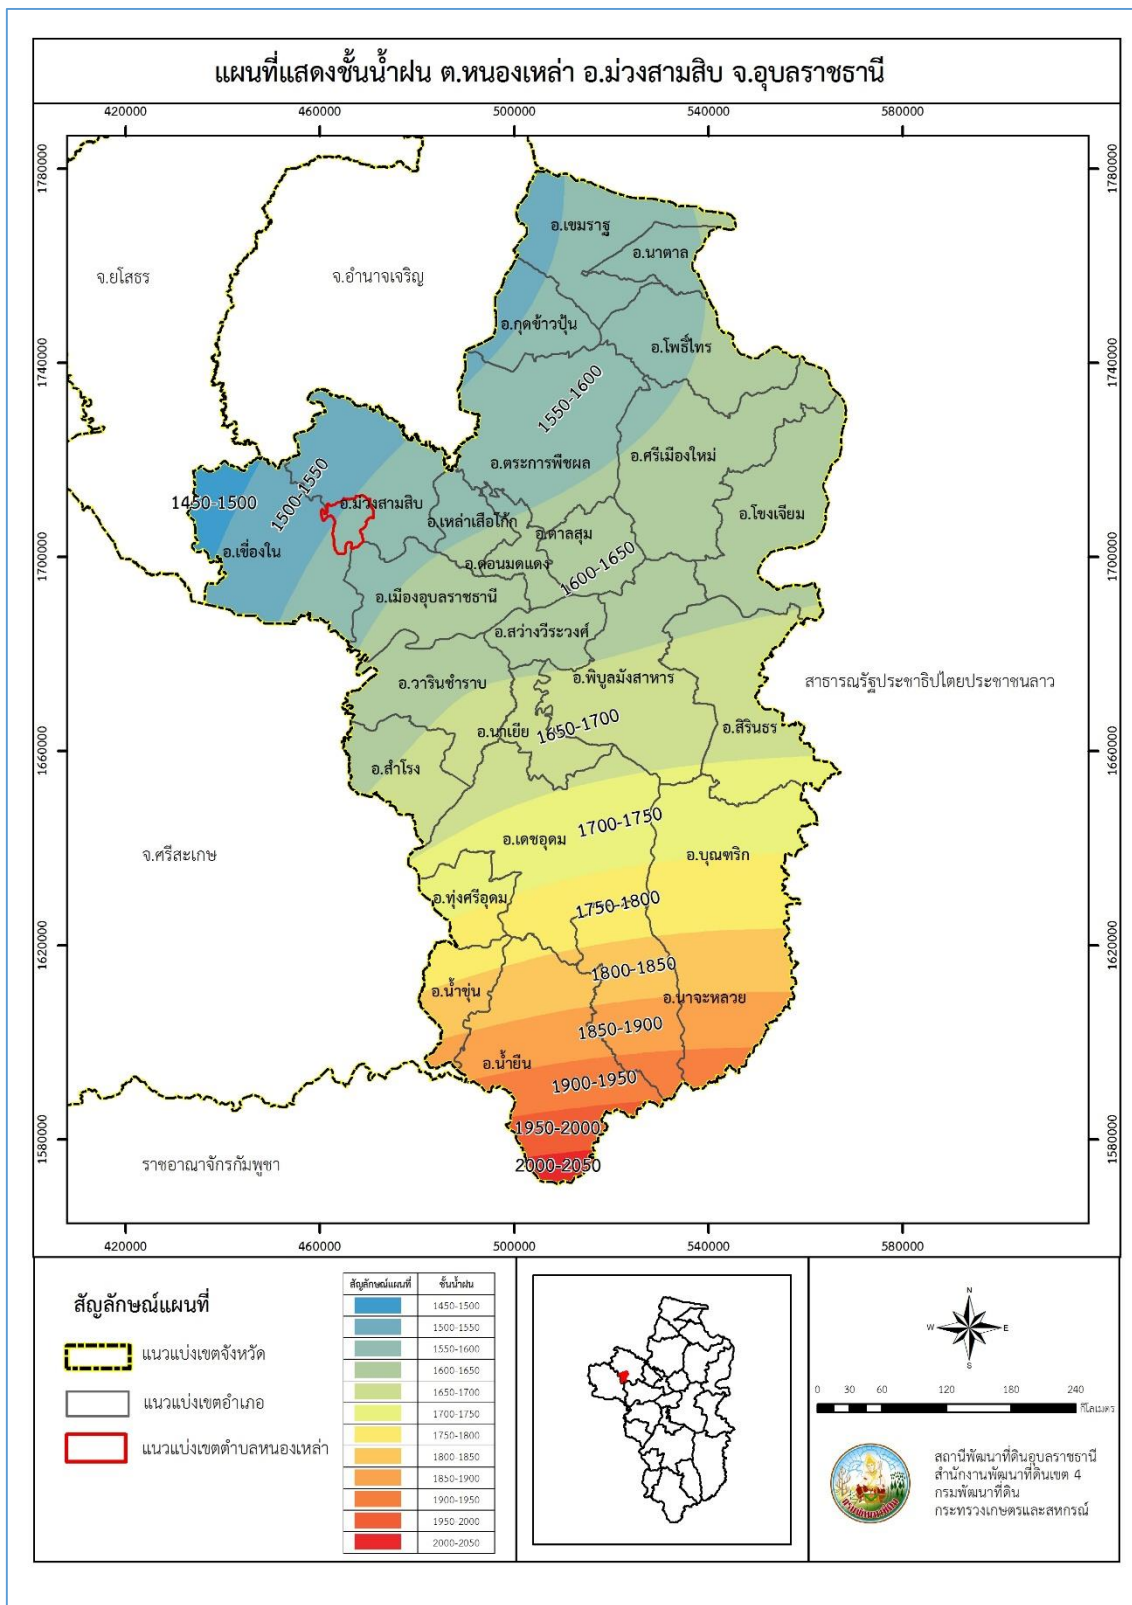 แผนที่แสดงชั้นน้ำฝน ต.หนองเหล่า อ.ม่วงสามสิบ จ.อุบลราชธานี
420000 460000 500000 540000 580000
1780000 1780000
อ.เขมราฐ
อ.นาตาล
จ.ยโสธร จ.อำนาจเจริญ
อ.กุดข้าวปุ้น
อ.โพธิ์ไทร
1740000 1740000
1550-1600
อ.ตระการพืชผล อ.ศรีเมืองใหม่
1450-1500 1500-1550 อ.ม่วงสามสิบ
อ.เหล่าเสือโก้ก อ.โขงเจียม
อ.ตาลสุม
อ.เขื่องใน
1700000 1700000
อ.ดอนมดแดง 1600-1650
อ.เมืองอุบลราชธานี
อ.สว่างวีระวงศ์
อ.วารินชำราบ อ.พิบูลมังสาหาร สาธารณรัฐประชาธิปไตยประชาชนลาว
อ.นาเยีย 1650-1700 อ.สิรินธร
1660000 1660000
อ.สำโรง
1700-1750
อ.เดชอุดม
จ.ศรีสะเกษ อ.บุณฑริก
อ.ทุ่งศรีอุดม 1750-1800
1620000 1620000
1800-1850
อ.น้ำขุ่น อ.นาจะหลวย
1850-1900
อ.น้ำยืน
1900-1950
1950-2000
1580000 1580000
ราชอาณาจักรกัมพูชา 2000-2050
420000 460000 500000 540000 580000
สัญลักษณ์แผนที่
แนวแบ่งเขตจังหวัด
แนวแบ่งเขตอำเภอ
แนวแบ่งเขตตำบลหนองเหล่า
สัญลักษณ์แผนที่ ชั้นน้ำฝน
1450-1500
1500-1550
1550-1600
1600-1650
1650-1700
1700-1750
1750-1800
1800-1850
1850-1900
1900-1950
1950-2000
2000-2050
N
W E
S
0 30 60 120 180 240
กิโลเมตร
กรมพัฒนาที่ดิน
สถานีพัฒนาที่ดินอุบลราชธานี
สำนักงานพัฒนาที่ดินเขต 4
กรมพัฒนาที่ดิน
กระทรวงเกษตรและสหกรณ์